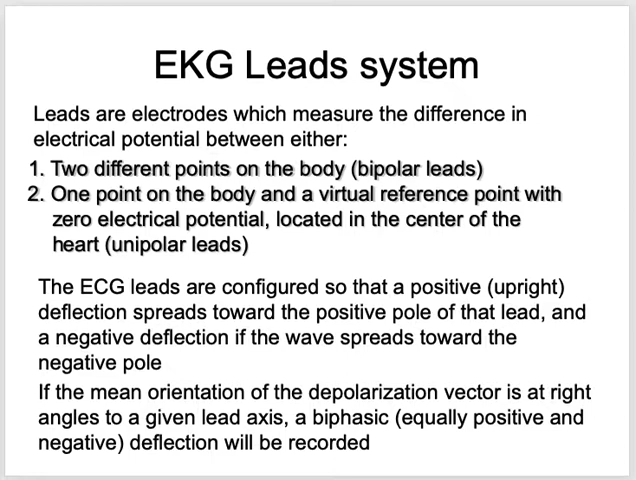 EKG Leads system
Leads are electrodes which measure the difference in
electrical potential between either:
1. Two different points on the body (bipolar leads)
2. One point on the body and a virtual reference point with
zero electrical potential, located in the center of the
heart (unipolar leads)
The ECG leads are configured so that a positive (upright)
deflection spreads toward the positive pole of that lead, and
a negative deflection if the wave spreads toward the
negative pole
If the mean orientation of the depolarization vector is at right
angles to a given lead axis, a biphasic (equally positive and
negative) deflection will be recorded